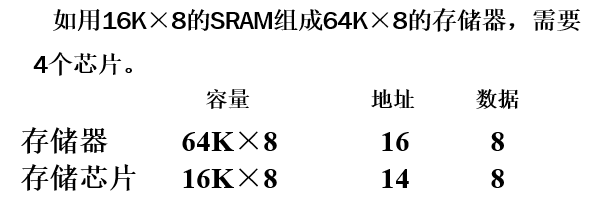 如用16K×8的SRAM组成64K×8的存储器，需要
4个芯片。
容量 地址 数据
存储器 64K×8 16 8
存储芯片 16K×8 14 8